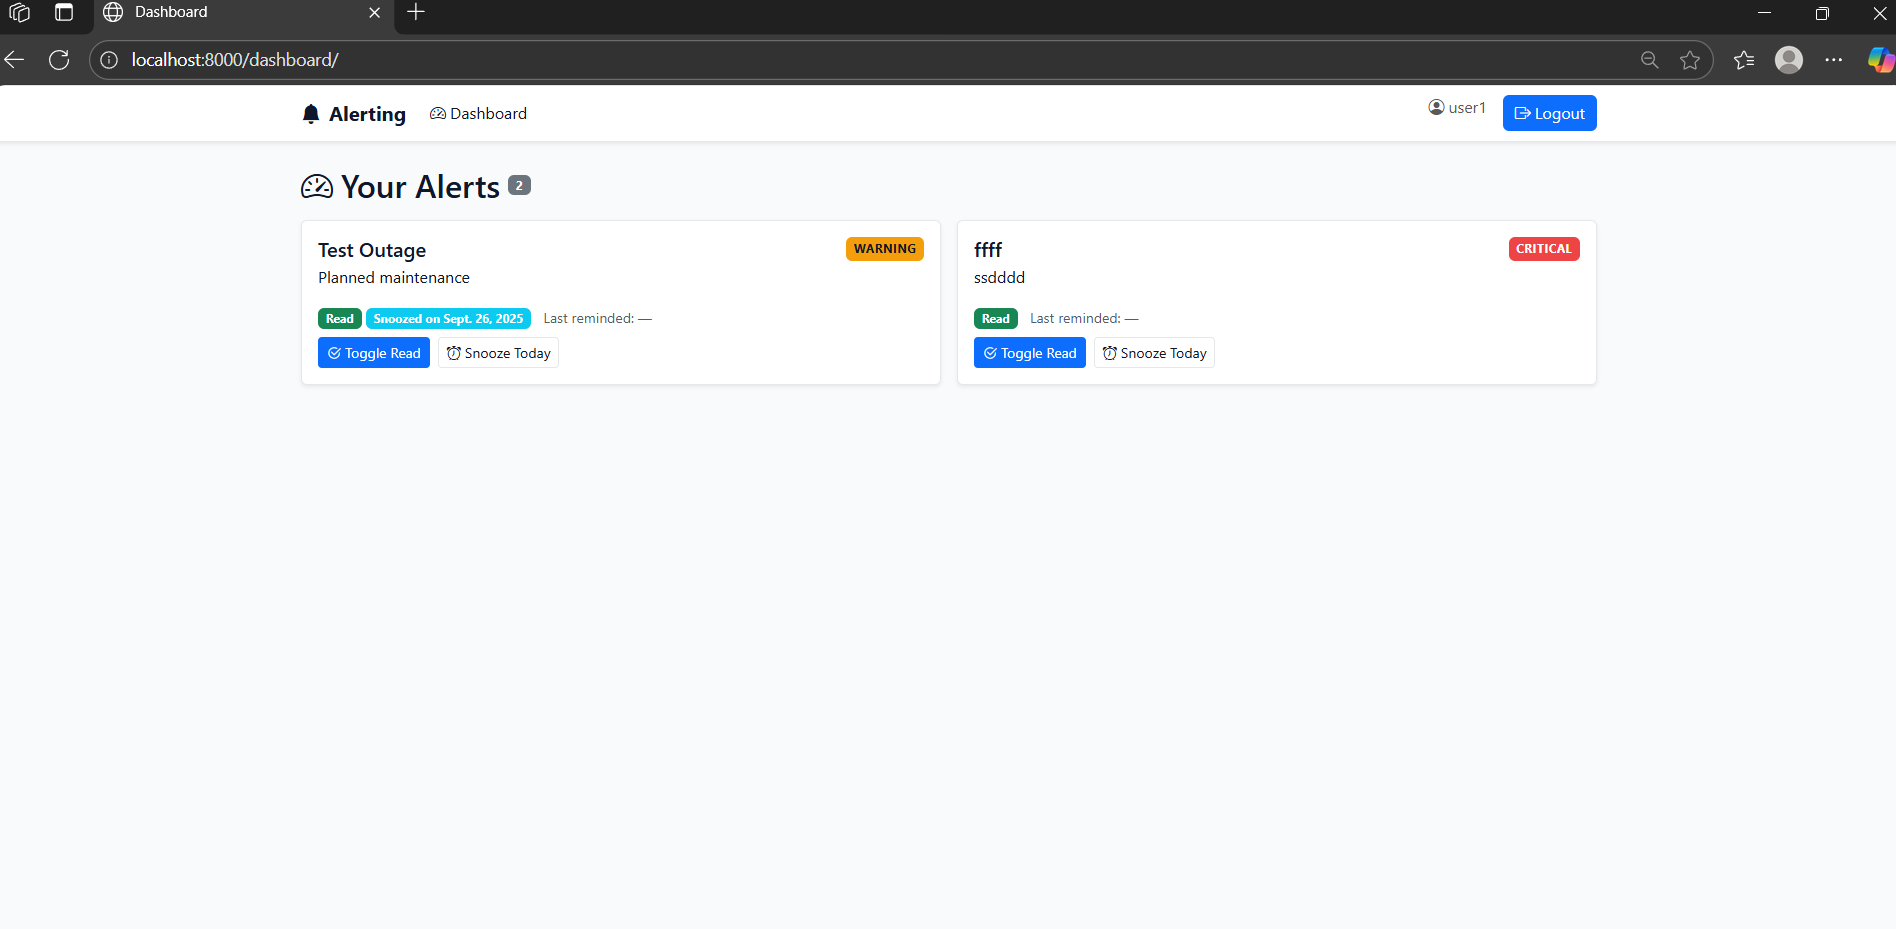 Dashboard
localhost:8000/dashboard/
Alerting Dashboard user1 Logout
Your Alerts 2
Test Outage WARNING
Planned maintenance
Read Snoozed on Sept. 26, 2025 Last reminded: —
Toggle Read Snooze Today
ffff CRITICAL
ssdddd
Read Last reminded: —
Toggle Read Snooze Today